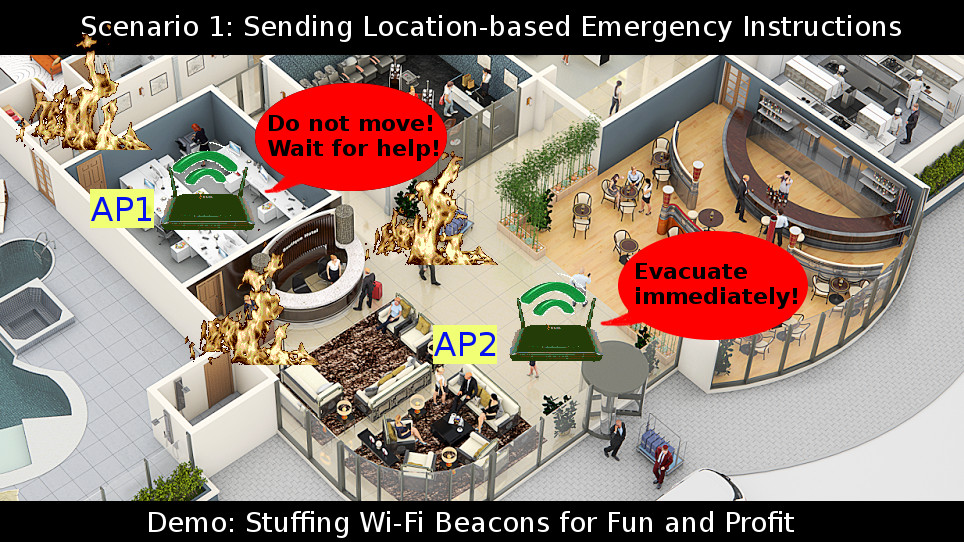 Scenario 1: Sending Location-based Emergency Instructions
Do not move!
Wait for help!
AP1
Evacuate
immediately!
AP2
Demo: Stuffing Wi-Fi Beacons for Fun and Profit